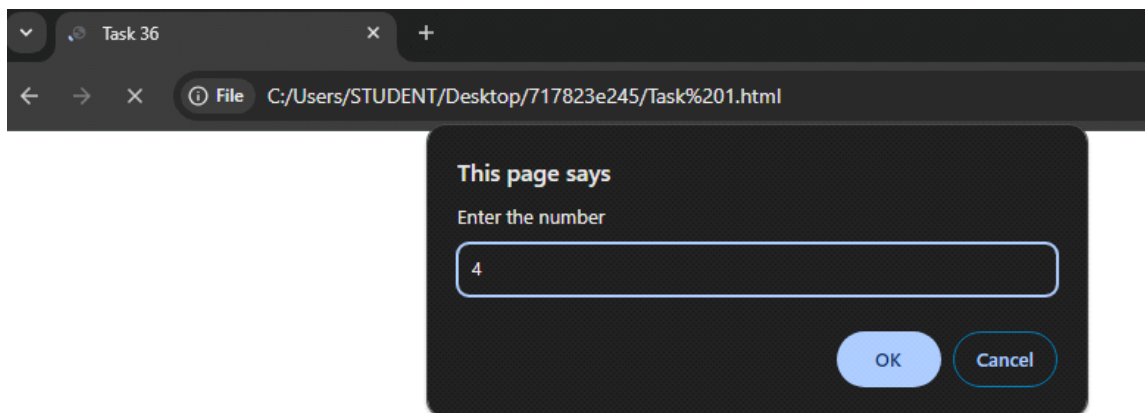 Task 36
File C:/Users/STUDENT/Desktop/717823e245/Task%201.html
This page says
Enter the number
4
OK Cancel